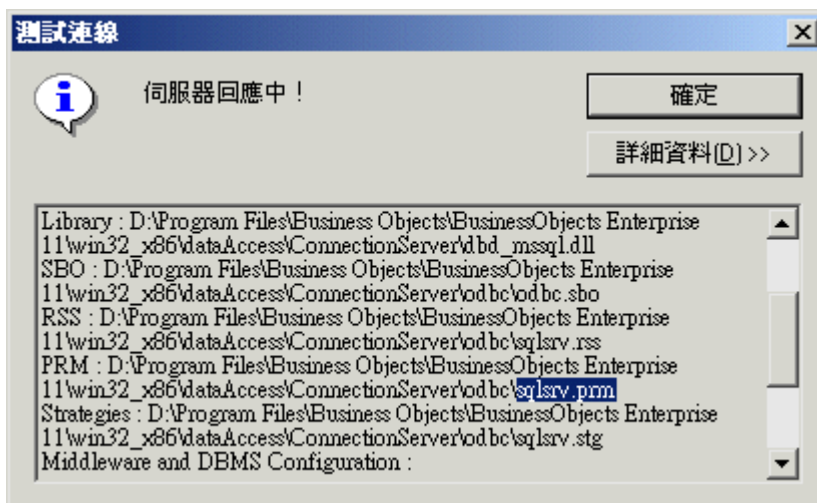 測試連線
伺服器回應中！
確定
詳細資料(D) >>
Library : D:\Program Files\Business Objects\BusinessObjects Enterprise
11\win32_x86\dataAccess\ConnectionServer\dbd_mssql.dll
SBO : D:\Program Files\Business Objects\BusinessObjects Enterprise
11\win32_x86\dataAccess\ConnectionServer\odbc\odbc.sbo
RSS : D:\Program Files\Business Objects\BusinessObjects Enterprise
11\win32_x86\dataAccess\ConnectionServer\odbc\sqlsrv.rss
PRM : D:\Program Files\Business Objects\BusinessObjects Enterprise
11\win32_x86\dataAccess\ConnectionServer\odbc\sqlsrv.prm
Strategies : D:\Program Files\Business Objects\BusinessObjects Enterprise
11\win32_x86\dataAccess\ConnectionServer\odbc\sqlsrv.stg
Middleware and DBMS Configuration :